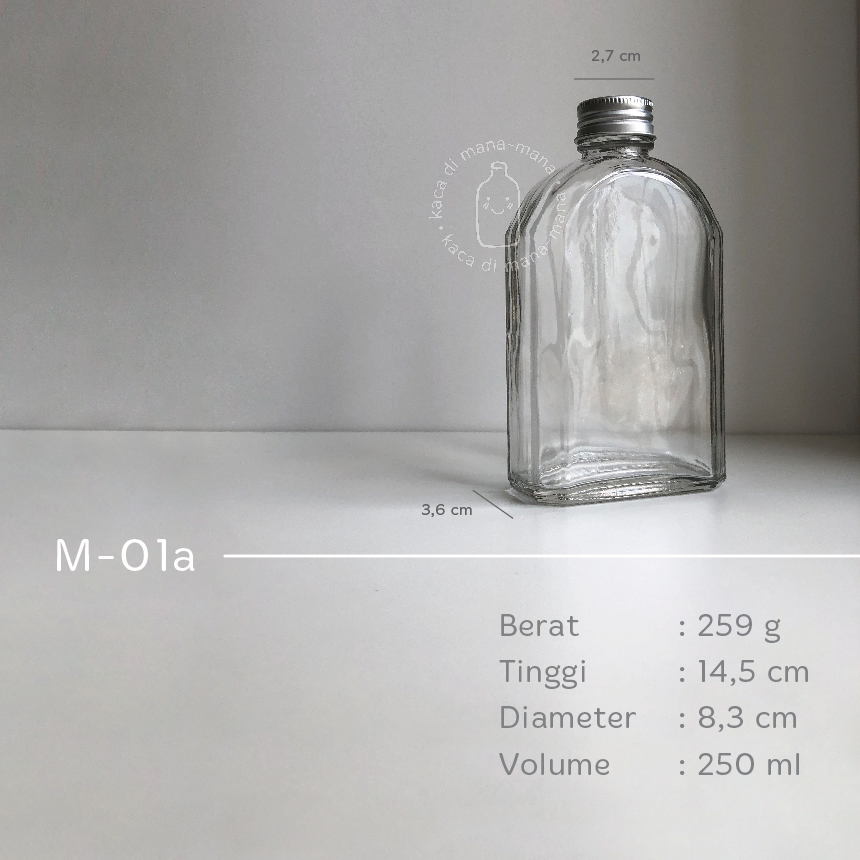 2,7 cm
• kaca di mana-mana
• kaca di mana-mana
3,6 cm
M-01a
Berat : 259 g
Tinggi : 14,5 cm
Diameter : 8,3 cm
Volume : 250 ml